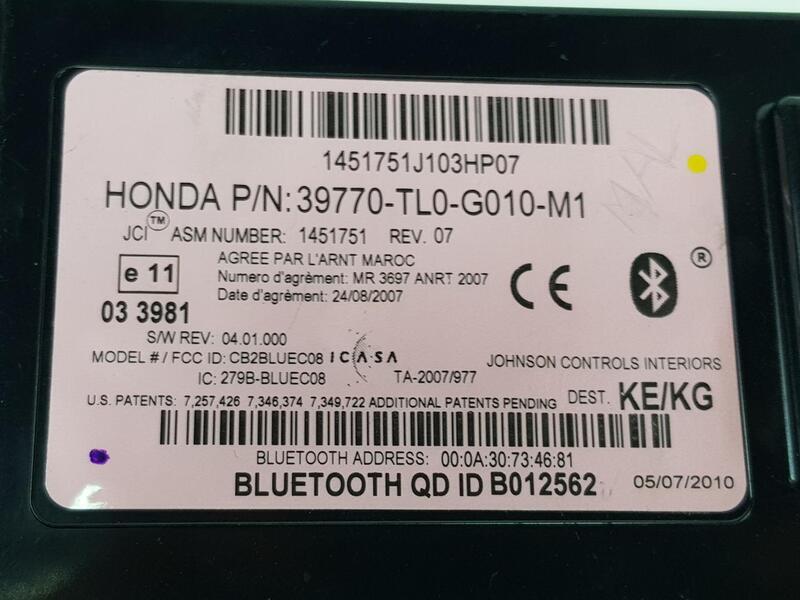 1451751J103HP07
HONDA P/N: 39770-TL0-G010-M1
JCI™ ASM NUMBER: 1451751 REV. 07
AGREE PAR L'ARNT MAROC
e 11
Numero d'agrèment: MR 3697 ANRT 2007
Date d'agrèment: 24/08/2007
CE
®
03 3981
S/W REV: 04.01.000
MODEL # / FCC ID: CB2BLUEC08 ICASA
JOHNSON CONTROLS INTERIORS
IC: 279B-BLUEC08 TA-2007/977
U.S. PATENTS: 7,257,426 7,346,374 7,349,722 ADDITIONAL PATENTS PENDING
DEST. KE/KG
BLUETOOTH ADDRESS: 00:0A:30:73:46:81
BLUETOOTH QD ID B012562
05/07/2010